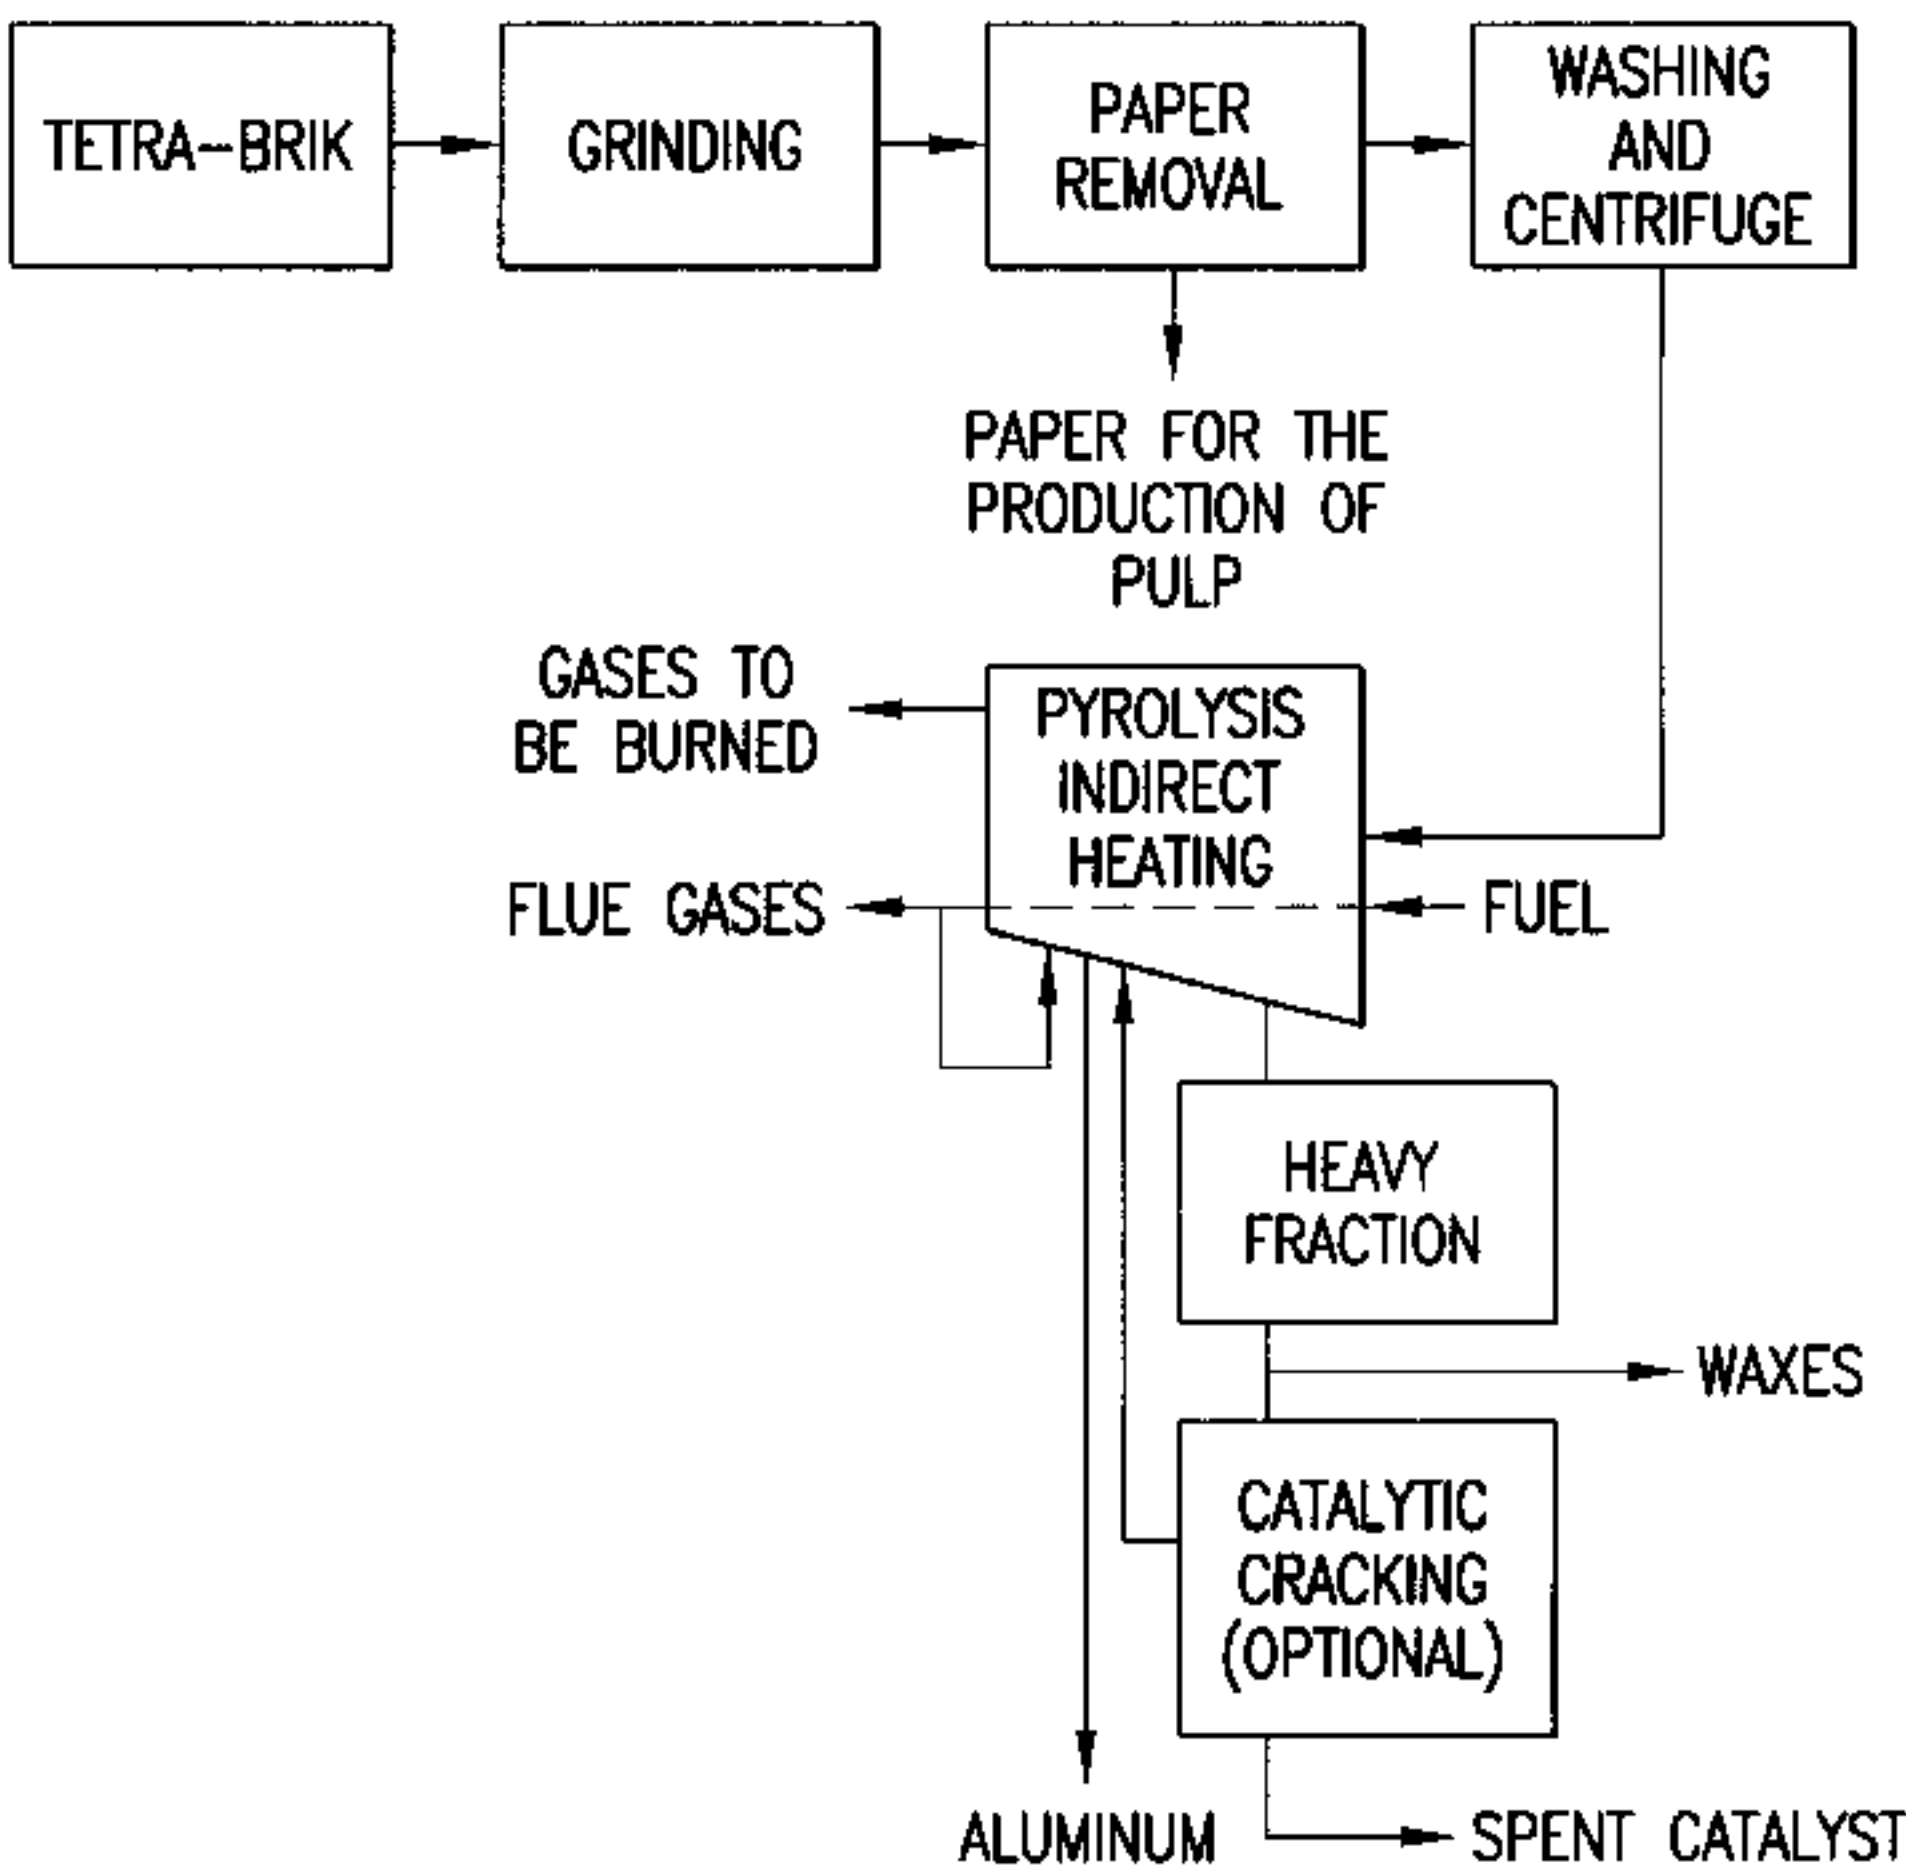 TETRA-BRIK
GRINDING
PAPER
REMOVAL
WASHING
AND
CENTRIFUGE
PAPER FOR THE
PRODUCTION OF
PULP
GASES TO
BE BURNED
PYROLYSIS
INDIRECT
HEATING
FLUE GASES
FUEL
HEAVY
FRACTION
WAXES
CATALYTIC
CRACKING
(OPTIONAL)
ALUMINUM
SPENT CATALYST